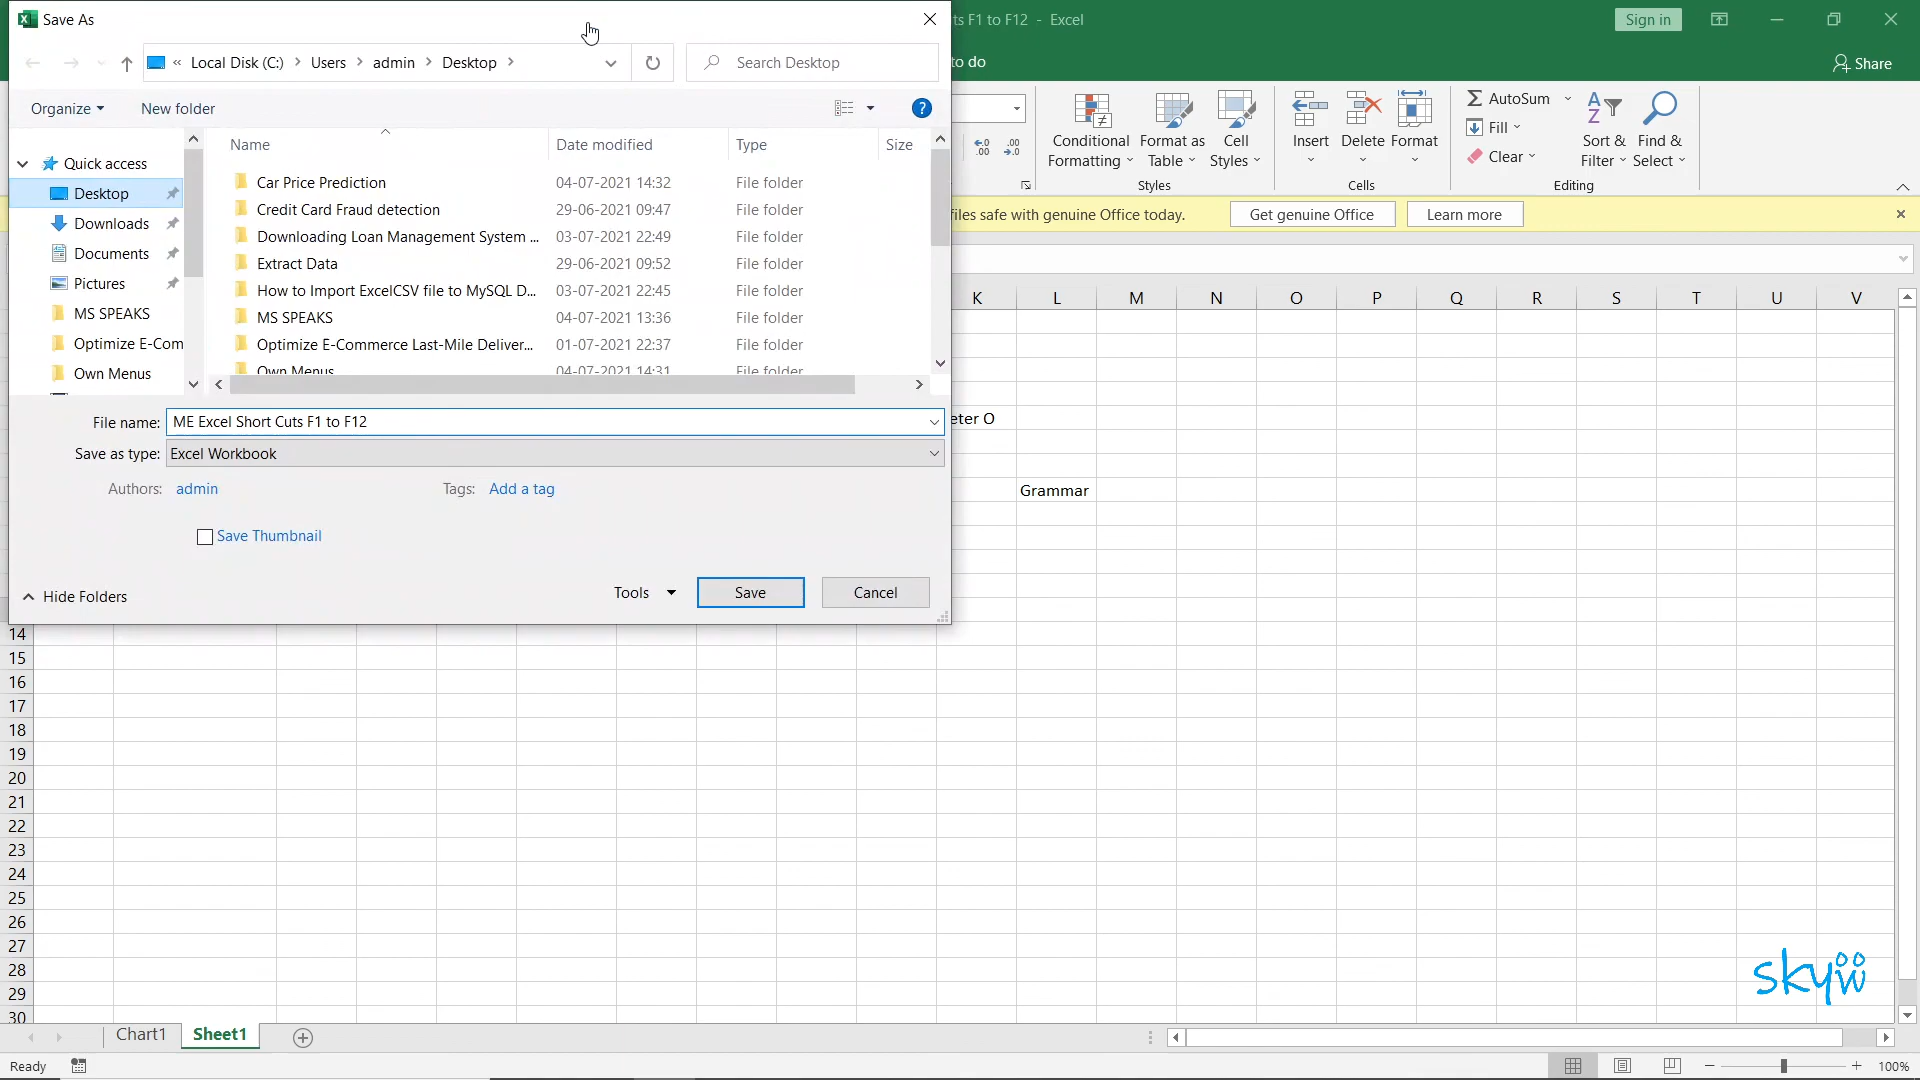 Save As
ts F1 to F12 - Excel
Sign in
« Local Disk (C:) > Users > admin > Desktop >
Search Desktop
to do
Share
Organize
New folder
Name
Date modified
Type
Size
Quick access
Desktop
Downloads
Documents
Pictures
MS SPEAKS
Optimize E-Com
Own Menus
Car Price Prediction 04-07-2021 14:32 File folder
Credit Card Fraud detection 29-06-2021 09:47 File folder
Downloading Loan Management System ... 03-07-2021 22:49 File folder
Extract Data 29-06-2021 09:52 File folder
How to Import ExcelCSV file to MySQL D... 03-07-2021 22:45 File folder
MS SPEAKS 04-07-2021 13:36 File folder
Optimize E-Commerce Last-Mile Deliver... 01-07-2021 22:37 File folder
Own Menus 04-07-2021 14:31 File folder
File name: ME Excel Short Cuts F1 to F12
Save as type: Excel Workbook
Authors: admin
Tags: Add a tag
Save Thumbnail
Hide Folders
Tools
Save
Cancel
Conditional
Formatting
Format as
Table
Cell
Styles
Styles
Insert
Delete
Format
Cells
AutoSum
Fill
Clear
Sort &
Filter
Find &
Select
Editing
files safe with genuine Office today.
Get genuine Office
Learn more
K L M N O P Q R S T U V
eter O
Grammar
14
15
16
17
18
19
20
21
22
23
24
25
26
27
28
29
30
skyiw
Chart1
Sheet1
Ready
100%